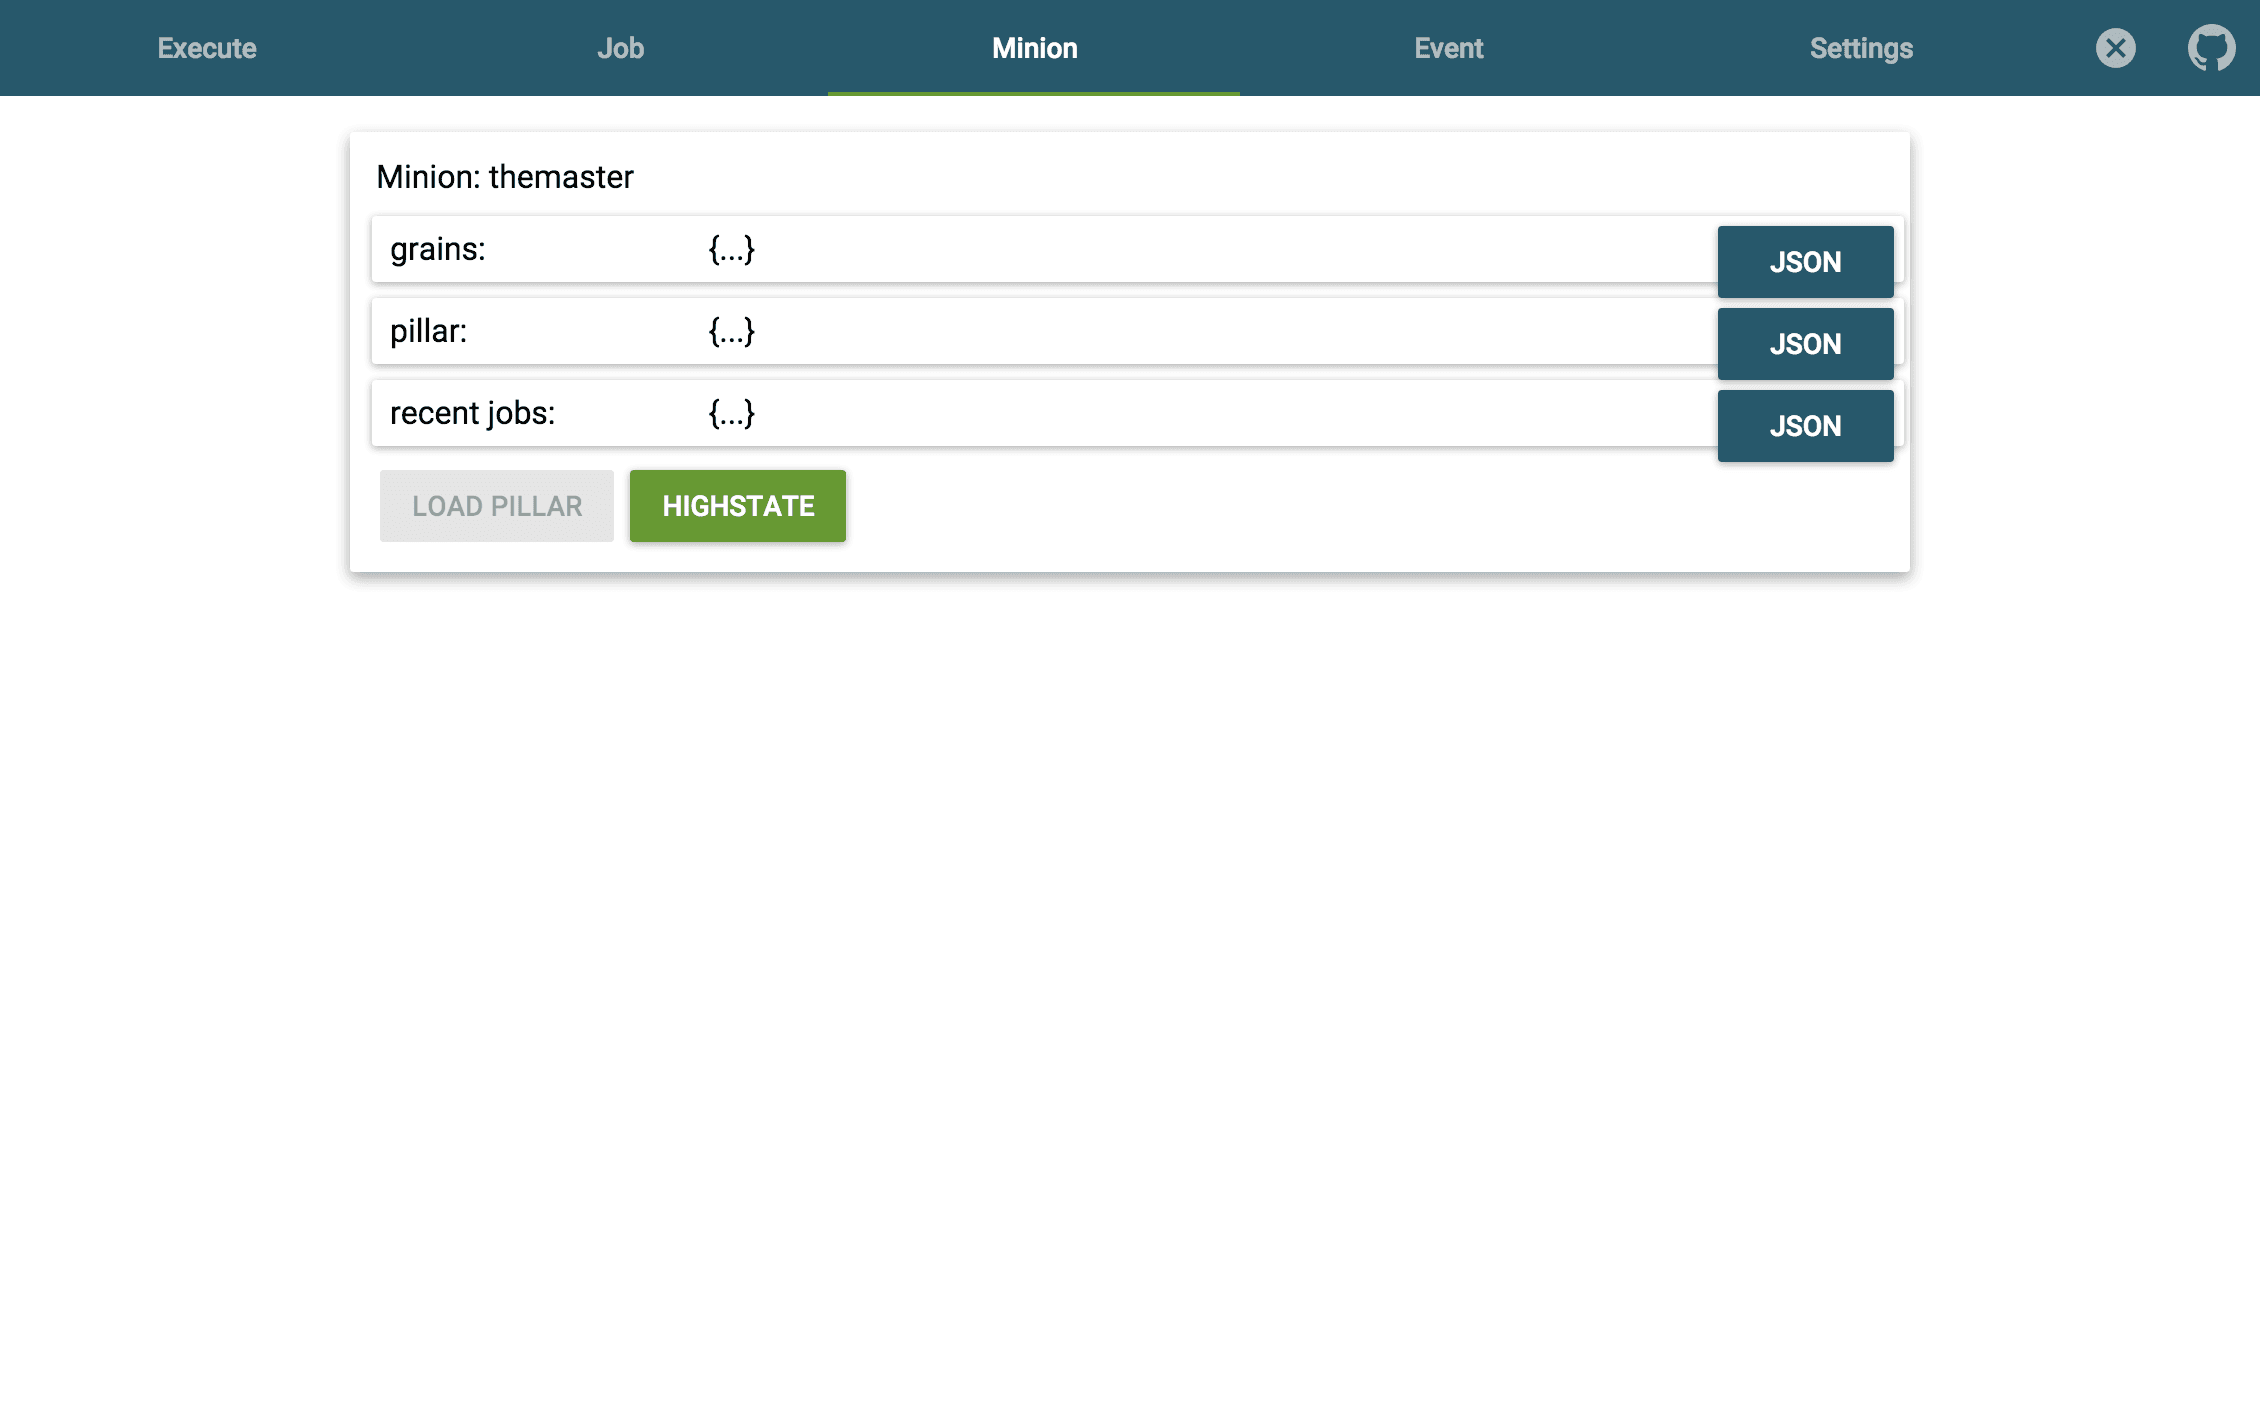 Execute Job Minion Event Settings
Minion: themaster
grains: {...} JSON
pillar: {...} JSON
recent jobs: {...} JSON
LOAD PILLAR HIGHSTATE